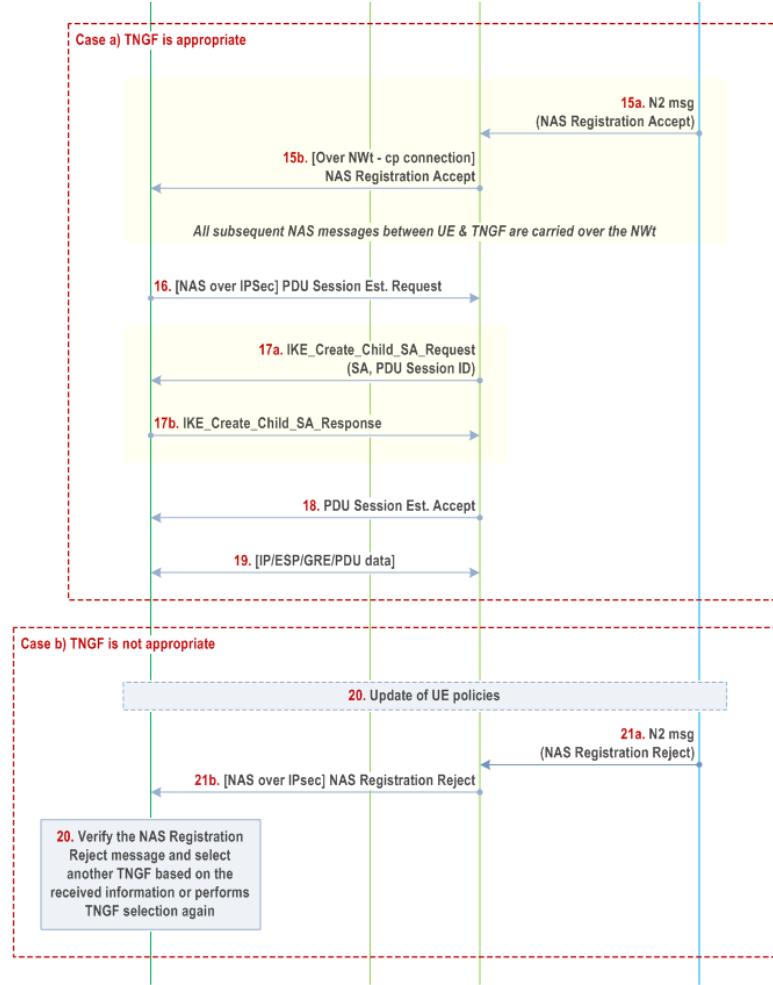 Case a) TNGF is appropriate
15a. N2 msg
(NAS Registration Accept)
15b. [Over NWt - cp connection]
NAS Registration Accept
All subsequent NAS messages between UE & TNGF are carried over the NWt
16. [NAS over IPSec] PDU Session Est. Request
17a. IKE_Create_Child_SA_Request
(SA, PDU Session ID)
17b. IKE_Create_Child_SA_Response
18. PDU Session Est. Accept
19. [IP/ESP/GRE/PDU data]
Case b) TNGF is not appropriate
20. Update of UE policies
21a. N2 msg
(NAS Registration Reject)
21b. [NAS over IPsec] NAS Registration Reject
20. Verify the NAS Registration
Reject message and select
another TNGF based on the
received information or performs
TNGF selection again